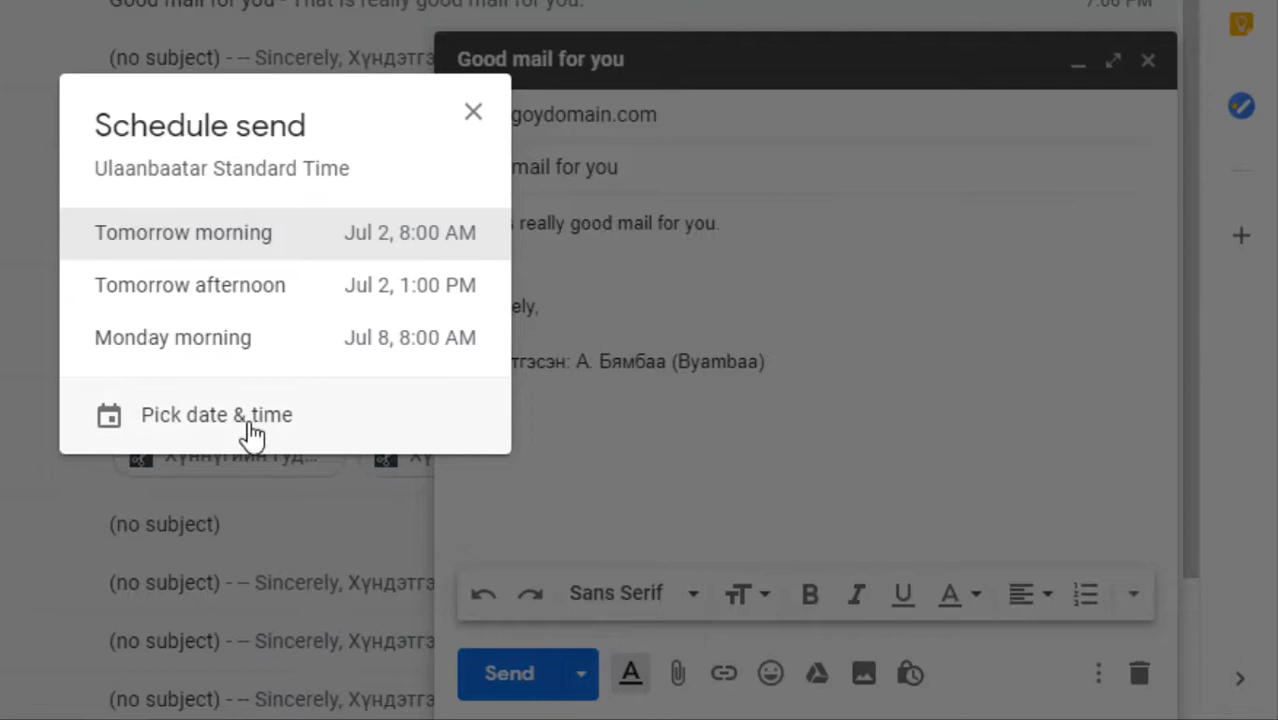 Good mail for you - That is really good mail for you.
7:06 PM
(no subject) - -- Sincerely, Хүндэтгэ
Good mail for you
Schedule send
Ulaanbaatar Standard Time
goydomain.com
mail for you
really good mail for you.
Tomorrow morning Jul 2, 8:00 AM
Tomorrow afternoon Jul 2, 1:00 PM
Monday morning Jul 8, 8:00 AM
ely,
тгэсэн: А. Бямбаа (Byambaa)
Pick date & time
(no subject)
(no subject) - -- Sincerely, Хүндэтгэ
Sans Serif
(no subject) - -- Sincerely, Хүндэтгэ
Send
(no subject) - -- Sincerely, Хүндэтгэ